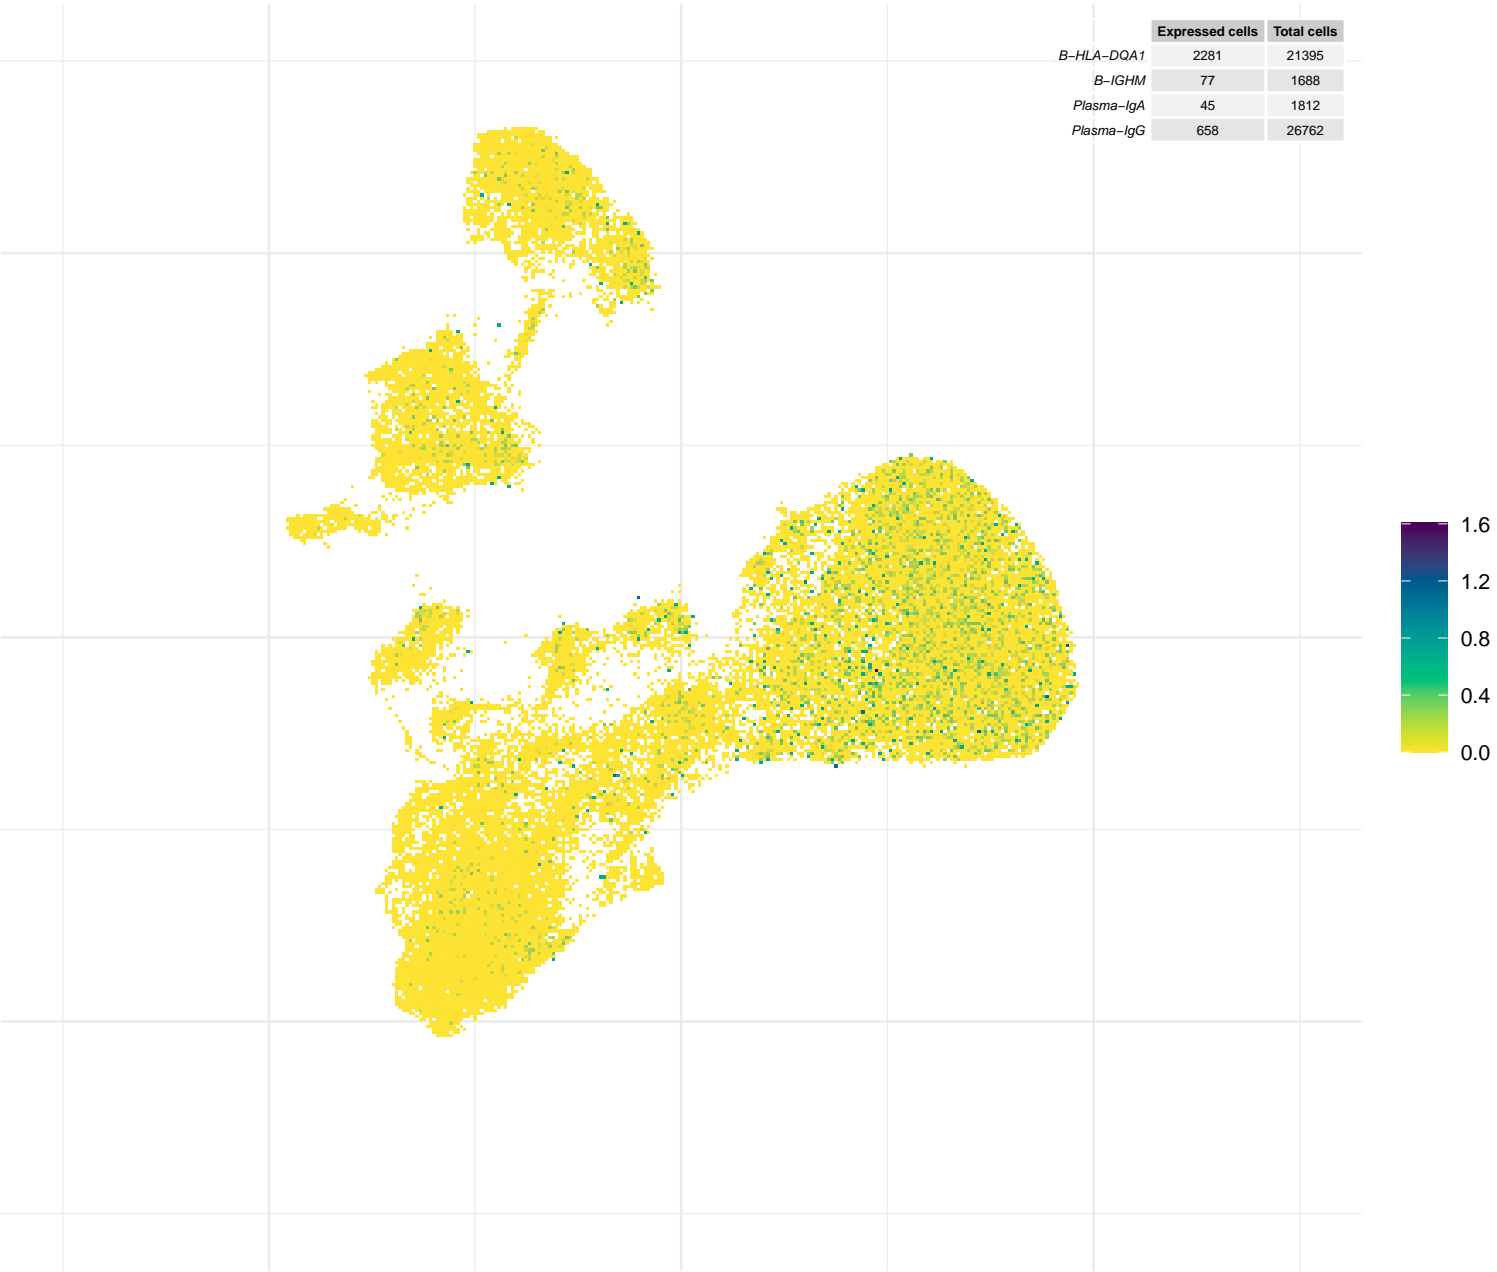 Expressed cells Total cells
B−HLA−DQA1 2281 21395
B−IGHM 77 1688
Plasma−IgA 45 1812
Plasma−IgG 658 26762
1.6
1.2
0.8
0.4
0.0